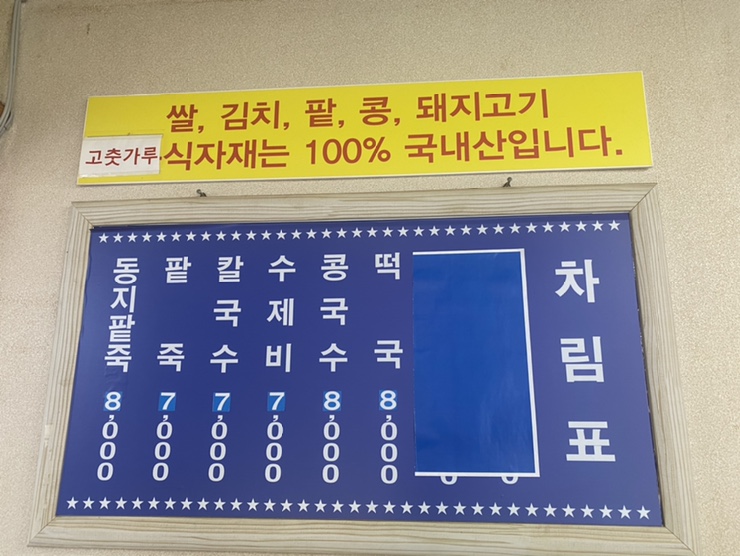 쌀, 김치, 팥, 콩, 돼지고기
고춧가루 식자재는 100% 국내산입니다.
차림표
떡국 8,000
콩국수 8,000
수제비 7,000
칼국수 7,000
팥죽 7,000
동지팥죽 8,000